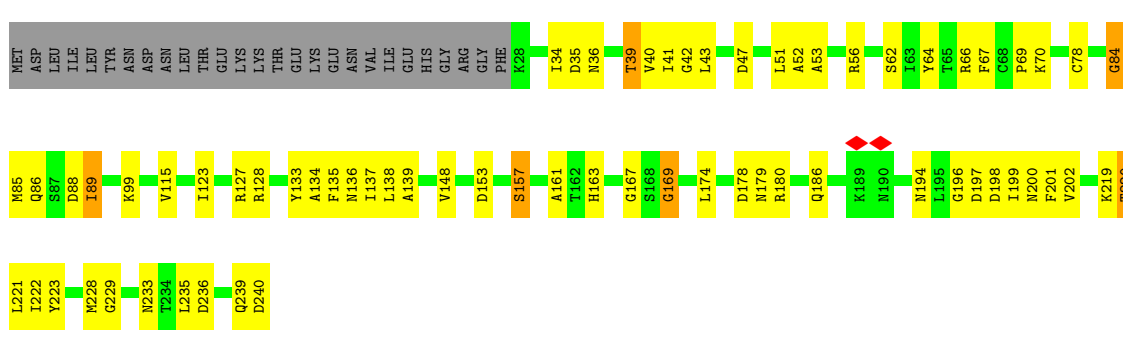 MET ASP LEU ILE LEU TYR ASN ASP ASN LEU THR GLU LYS LYS THR GLU LYS GLU ASN VAL ILE GLU HIS GLY ARG GLY PHE K28 I34 D35 N36 T39 V40 I41 G42 L43 D47 L51 A52 A53 R56 S62 I63 Y64 T65 R66 F67 C68 P69 K70 C78 G84
M85 Q86 S87 D88 I89 K99 V115 I123 R127 R128 Y133 A134 F135 N136 I137 L138 A139 V148 D153 S157 A161 T162 H163 G167 S168 G169 L174 D178 N179 R180 Q186 K189 N190 N194 L195 G196 D197 D198 I199 N200 F201 V202 K219
L221 I222 Y223 M228 G229 N233 T234 L235 D236 Q239 D240